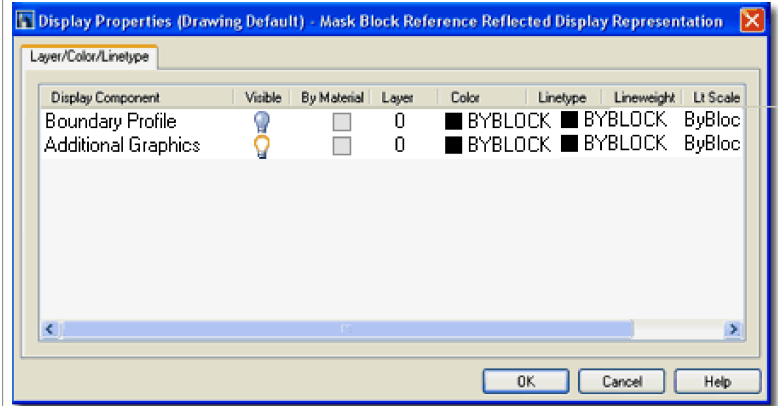 Display Properties (Drawing Default) - Mask Block Reference Reflected Display Representation
Layer/Color/Linetype
Display Component Visible By Material Layer Color Linetype Lineweight Lt Scale
Boundary Profile 0 BYBLOCK BYBLOCK ByBloc
Additional Graphics 0 BYBLOCK BYBLOCK ByBloc
OK Cancel Help